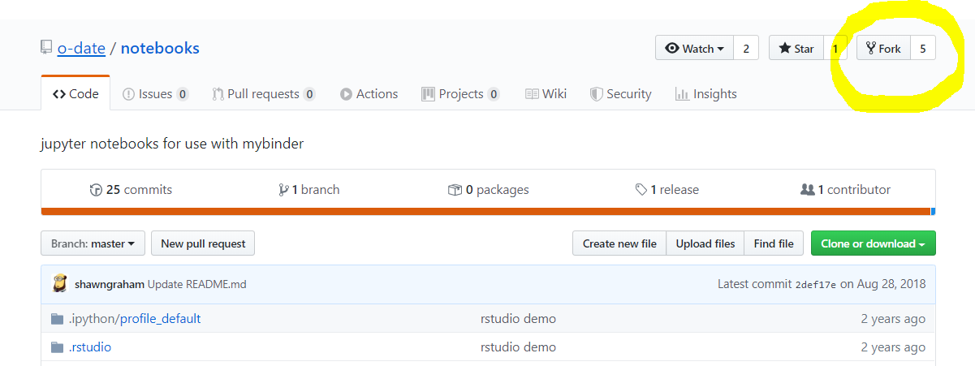 o-date / notebooks Watch 2 Star 1 Fork 5
Code Issues 0 Pull requests 0 Actions Projects 0 Wiki Security Insights
jupyter notebooks for use with mybinder
25 commits 1 branch 0 packages 1 release 1 contributor
Branch: master New pull request Create new file Upload files Find file Clone or download
shawngraham Update README.md Latest commit 2def17e on Aug 28, 2018
.ipython/profile_default rstudio demo 2 years ago
.rstudio rstudio demo 2 years ago